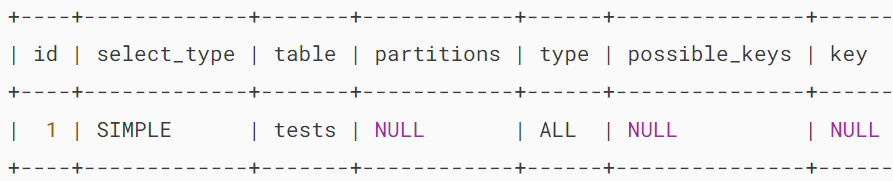 +----+-------------+-------+------------+------+---------------+------
| id | select_type | table | partitions | type | possible_keys | key
+----+-------------+-------+------------+------+---------------+------
|  1 | SIMPLE      | tests | NULL       | ALL  | NULL          | NULL
+----+-------------+-------+------------+------+---------------+------